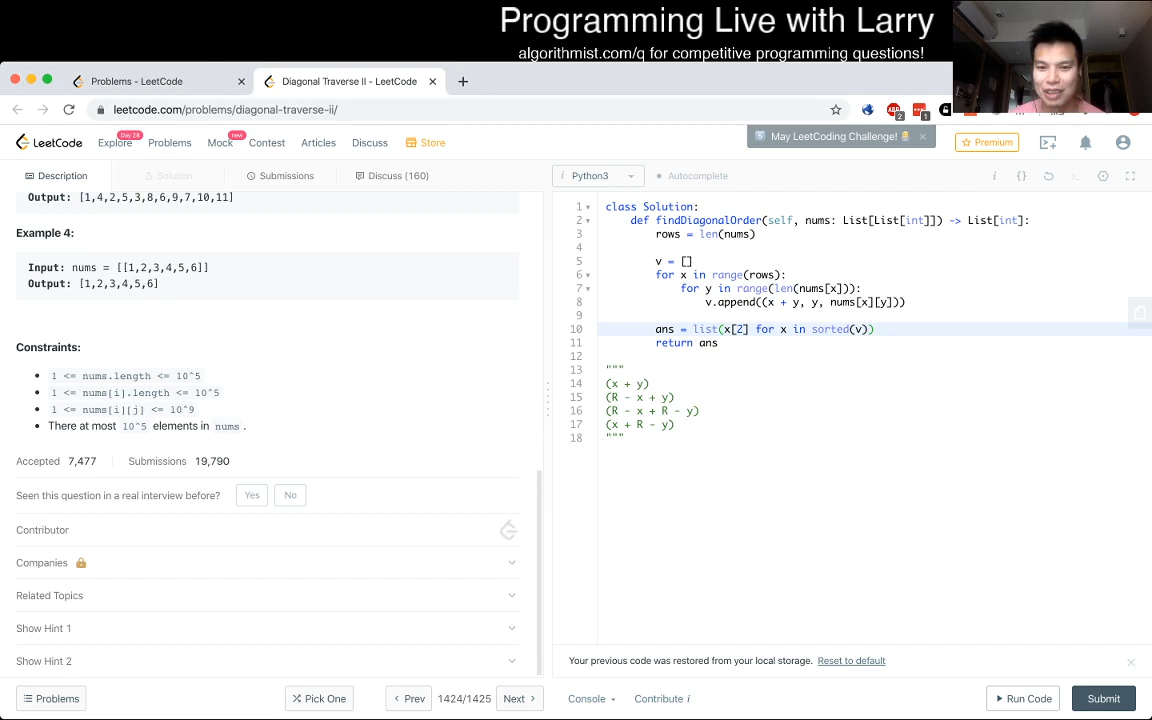 Programming Live with Larry
algorithmist.com/q for competitive programming questions!
Problems - LeetCode
Diagonal Traverse II - LeetCode
leetcode.com/problems/diagonal-traverse-ii/
LeetCode
Explore
Day 28
Problems
Mock
new
Contest
Articles
Discuss
Store
May LeetCoding Challenge!
Premium
Description
Solution
Submissions
Discuss (160)
Python3
Autocomplete
Output: [1,4,2,5,3,8,6,9,7,10,11]
Example 4:
Input: nums = [[1,2,3,4,5,6]]
Output: [1,2,3,4,5,6]
Constraints:
1 <= nums.length <= 10^5
1 <= nums[i].length <= 10^5
1 <= nums[i][j] <= 10^9
There at most 10^5 elements in nums .
Accepted 7,477 Submissions 19,790
Seen this question in a real interview before? Yes No
Contributor
Companies
Related Topics
Show Hint 1
Show Hint 2
1 class Solution:
2 def findDiagonalOrder(self, nums: List[List[int]]) -> List[int]:
3 rows = len(nums)
4
5 v = []
6 for x in range(rows):
7 for y in range(len(nums[x])):
8 v.append((x + y, y, nums[x][y]))
9
10 ans = list(x[2] for x in sorted(v))
11 return ans
12
13 """
14 (x + y)
15 (R - x + y)
16 (R - x + R - y)
17 (x + R - y)
18 """
Your previous code was restored from your local storage. Reset to default
Problems
Pick One
Prev
1424/1425
Next
Console
Contribute i
Run Code
Submit